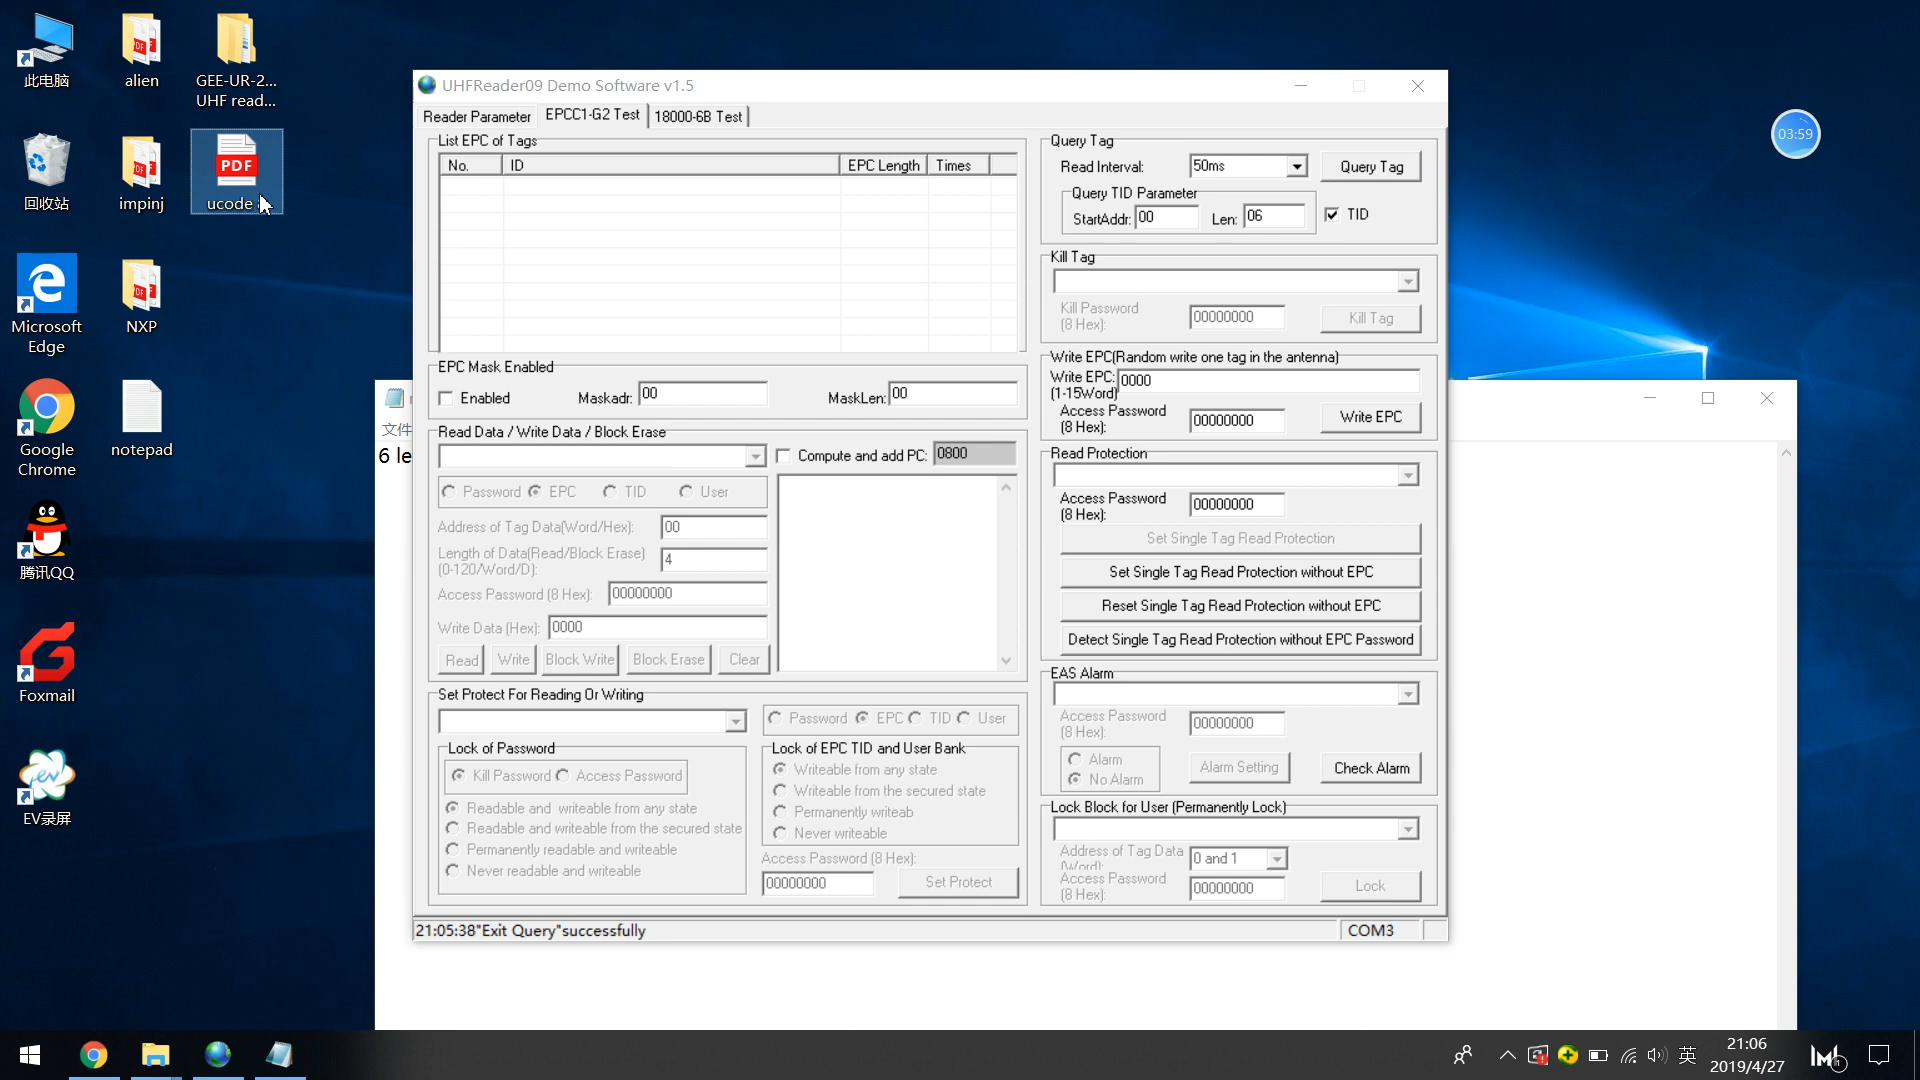 此电脑
alien
GEE-UR-2...
UHF read...
回收站
impinj
PDF
ucode
Microsoft
Edge
NXP
Google
Chrome
notepad
腾讯QQ
Foxmail
EV录屏
03:59
文件
6 le
UHFReader09 Demo Software v1.5
Reader Parameter
EPCC1-G2 Test
18000-6B Test
List EPC of Tags
No.
ID
EPC Length
Times
EPC Mask Enabled
Enabled
Maskadr:
00
MaskLen:
00
Read Data / Write Data / Block Erase
Compute and add PC:
0800
Password
EPC
TID
User
Address of Tag Data(Word/Hex):
00
Length of Data(Read/Block Erase)
(0-120/Word/D):
4
Access Password (8 Hex):
00000000
Write Data (Hex):
0000
Read
Write
Block Write
Block Erase
Clear
Set Protect For Reading Or Writing
Password
EPC
TID
User
Lock of Password
Kill Password
Access Password
Readable and writeable from any state
Readable and writeable from the secured state
Permanently readable and writeable
Never readable and writeable
Lock of EPC TID and User Bank
Writeable from any state
Writeable from the secured state
Permanently writeab
Never writeable
Access Password (8 Hex):
00000000
Set Protect
Query Tag
Read Interval:
50ms
Query Tag
Query TID Parameter
StartAddr:
00
Len:
06
TID
Kill Tag
Kill Password
(8 Hex):
00000000
Kill Tag
Write EPC(Random write one tag in the antenna)
Write EPC:
(1-15Word)
0000
Access Password
(8 Hex):
00000000
Write EPC
Read Protection
Access Password
(8 Hex):
00000000
Set Single Tag Read Protection
Set Single Tag Read Protection without EPC
Reset Single Tag Read Protection without EPC
Detect Single Tag Read Protection without EPC Password
EAS Alarm
Access Password
(8 Hex):
00000000
Alarm
No Alarm
Alarm Setting
Check Alarm
Lock Block for User (Permanently Lock)
Address of Tag Data
(Word):
0 and 1
Access Password
(8 Hex):
00000000
Lock
21:05:38"Exit Query"successfully
COM3
英
21:06
2019/4/27
1